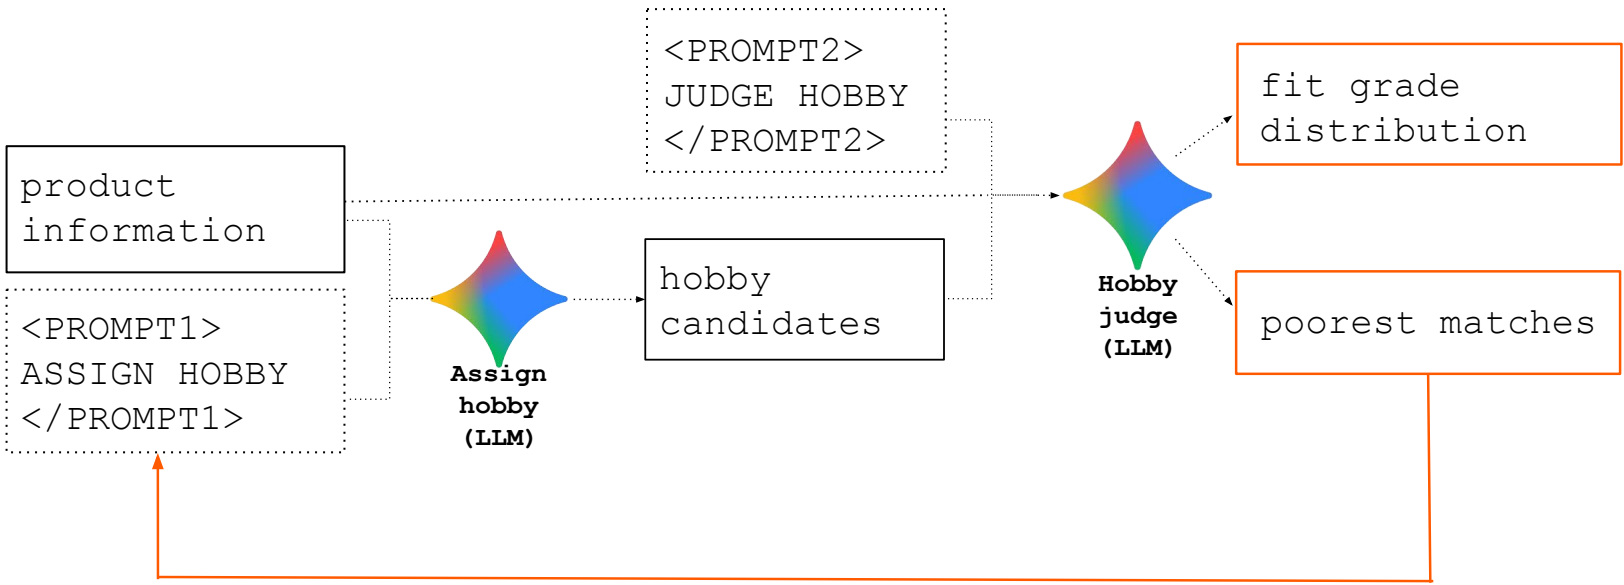 <PROMPT2>
JUDGE HOBBY
</PROMPT2>
fit grade
distribution
product
information
hobby
candidates
Hobby
judge
(LLM)
poorest matches
<PROMPT1>
ASSIGN HOBBY
</PROMPT1>
Assign
hobby
(LLM)